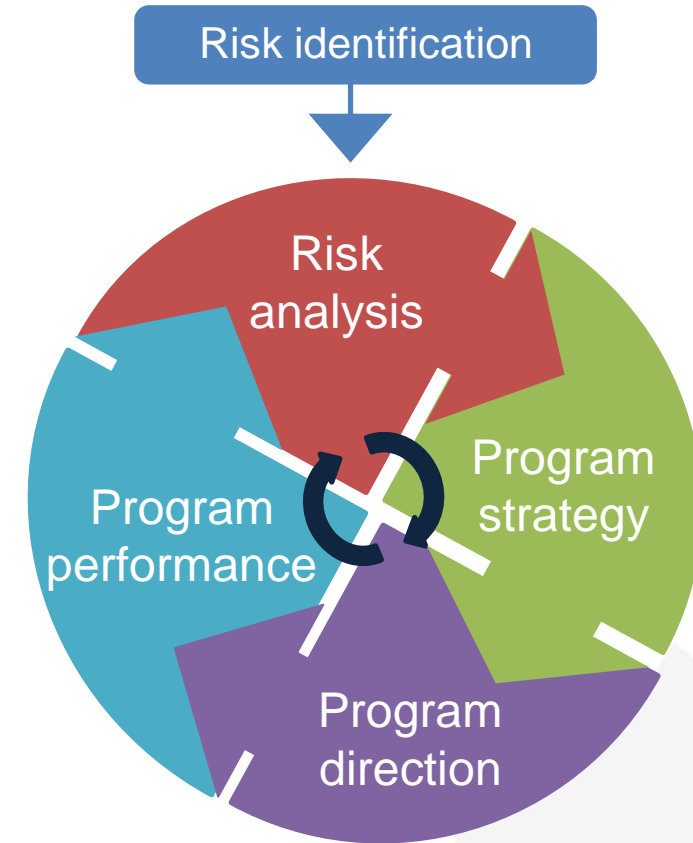 Risk identification
Risk
analysis
Program
strategy
Program
performance
Program
direction